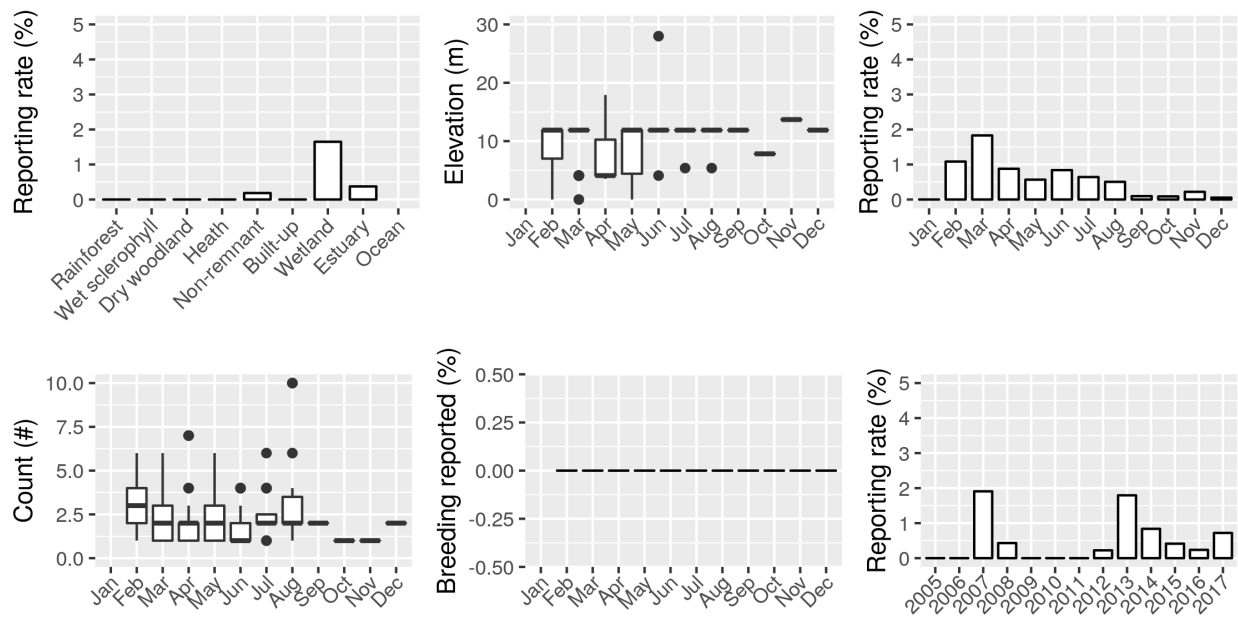 Reporting rate (%)
5
4
3
2
1
0
Rainforest
Wet sclerophyll
Dry woodland
Heath
Non-remnant
Built-up
Wetland
Estuary
Ocean
Elevation (m)
30
20
10
0
Jan
Feb
Mar
Apr
May
Jun
Jul
Aug
Sep
Oct
Nov
Dec
Reporting rate (%)
5
4
3
2
1
0
Jan
Feb
Mar
Apr
May
Jun
Jul
Aug
Sep
Oct
Nov
Dec
Count (#)
10.0
7.5
5.0
2.5
0.0
Jan
Feb
Mar
Apr
May
Jun
Jul
Aug
Sep
Oct
Nov
Dec
Breeding reported (%)
0.50
0.25
0.00
-0.25
-0.50
Jan
Feb
Mar
Apr
May
Jun
Jul
Aug
Sep
Oct
Nov
Dec
Reporting rate (%)
5
4
3
2
1
0
2005
2006
2007
2008
2009
2010
2011
2012
2013
2014
2015
2016
2017